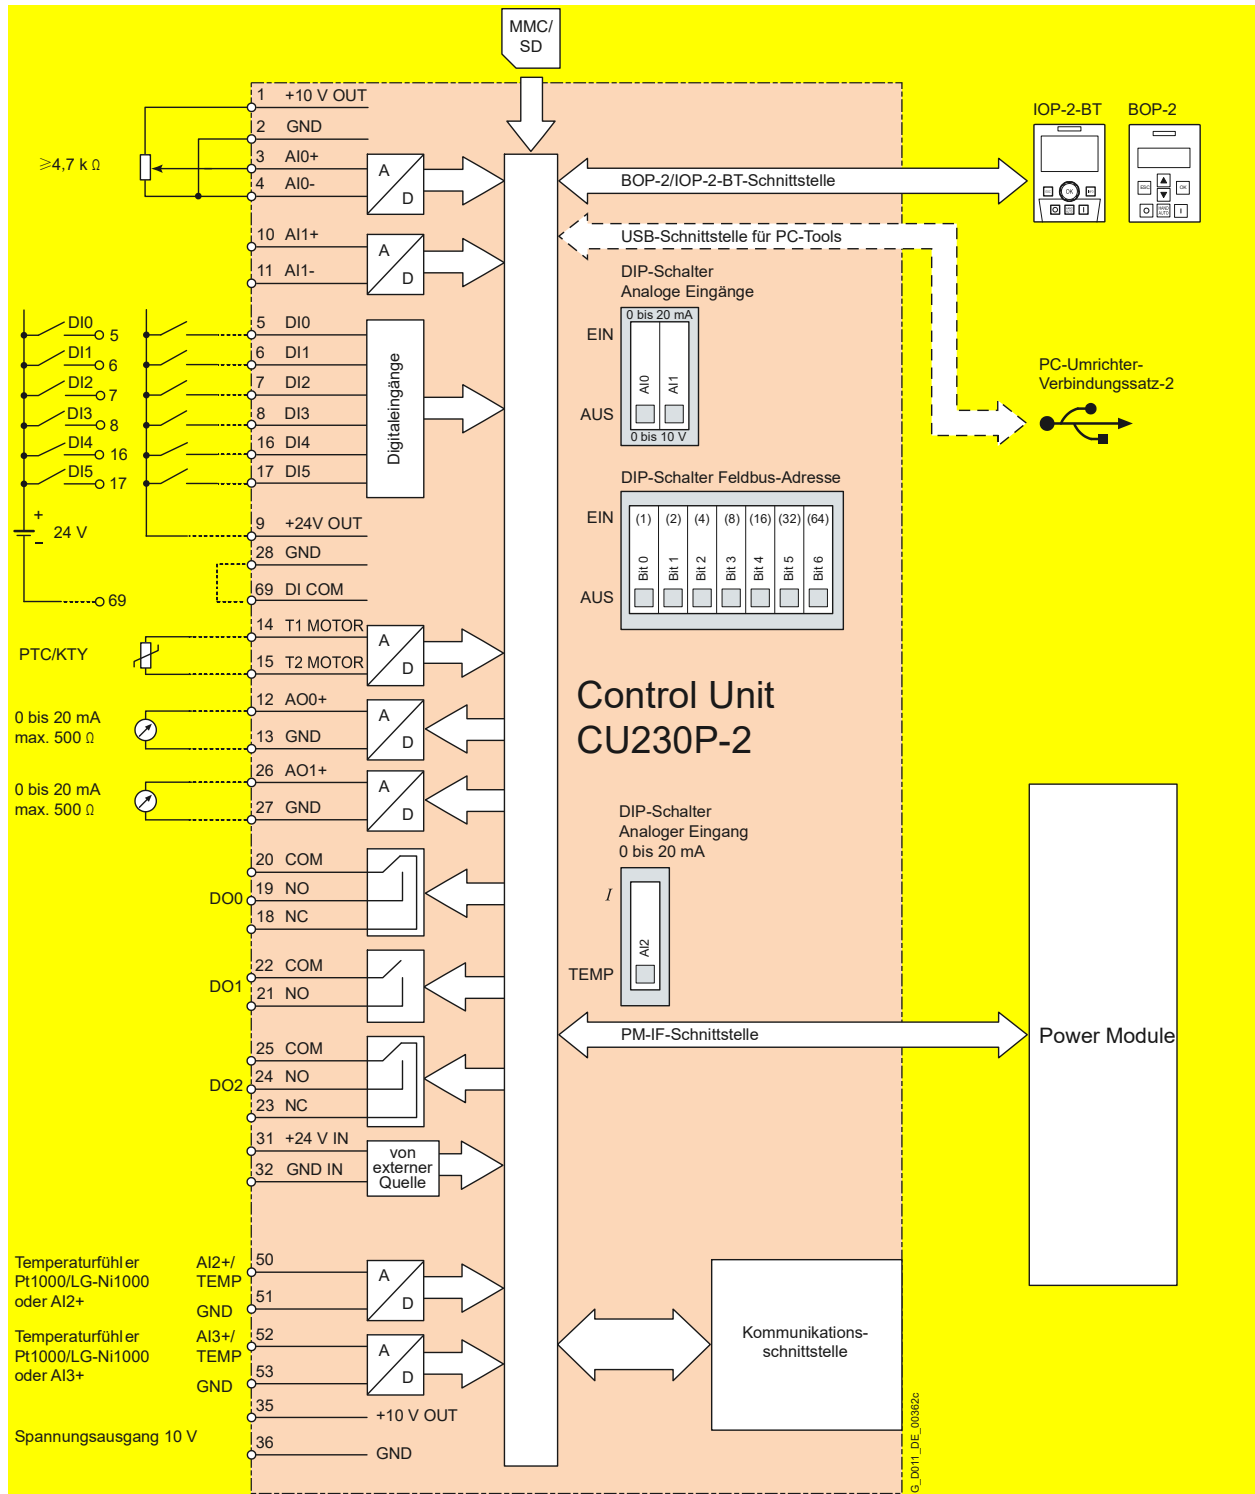 MMC/
SD
1 +10 V OUT
2 GND
3 AI0+
4 AI0-
≥4,7 k Ω
A
D
10 AI1+
11 AI1-
A
D
DI0
5
DI1
6
DI2
7
DI3
8
DI4
16
DI5
17
+
−
24 V
69
5 DI0
6 DI1
7 DI2
8 DI3
16 DI4
17 DI5
Digitaleingänge
9 +24V OUT
28 GND
69 DI COM
PTC/KTY
14 T1 MOTOR
15 T2 MOTOR
A
D
0 bis 20 mA
max. 500 Ω
12 AO0+
13 GND
A
D
0 bis 20 mA
max. 500 Ω
26 AO1+
27 GND
A
D
DO0
20 COM
19 NO
18 NC
DO1
22 COM
21 NO
DO2
25 COM
24 NO
23 NC
31 +24 V IN
32 GND IN
von
externer
Quelle
Temperaturfühler
Pt1000/LG-Ni1000
oder AI2+
AI2+/
TEMP
GND
50
51
A
D
Temperaturfühler
Pt1000/LG-Ni1000
oder AI3+
AI3+/
TEMP
GND
52
53
A
D
Spannungsausgang 10 V
35
+10 V OUT
36
GND
BOP-2/IOP-2-BT-Schnittstelle
IOP-2-BT
BOP-2
OK
ESC
OK
HAND
AUTO
USB-Schnittstelle für PC-Tools
PC-Umrichter-
Verbindungssatz-2
DIP-Schalter
Analoge Eingänge
0 bis 20 mA
EIN
AUS
AI0
AI1
0 bis 10 V
DIP-Schalter Feldbus-Adresse
EIN
AUS
(1) (2) (4) (8) (16) (32) (64)
Bit 0 Bit 1 Bit 2 Bit 3 Bit 4 Bit 5 Bit 6
Control Unit
CU230P-2
DIP-Schalter
Analoger Eingang
0 bis 20 mA
I
TEMP
AI2
PM-IF-Schnittstelle
Power Module
Kommunikations-
schnittstelle
G_D011_DE_00362c